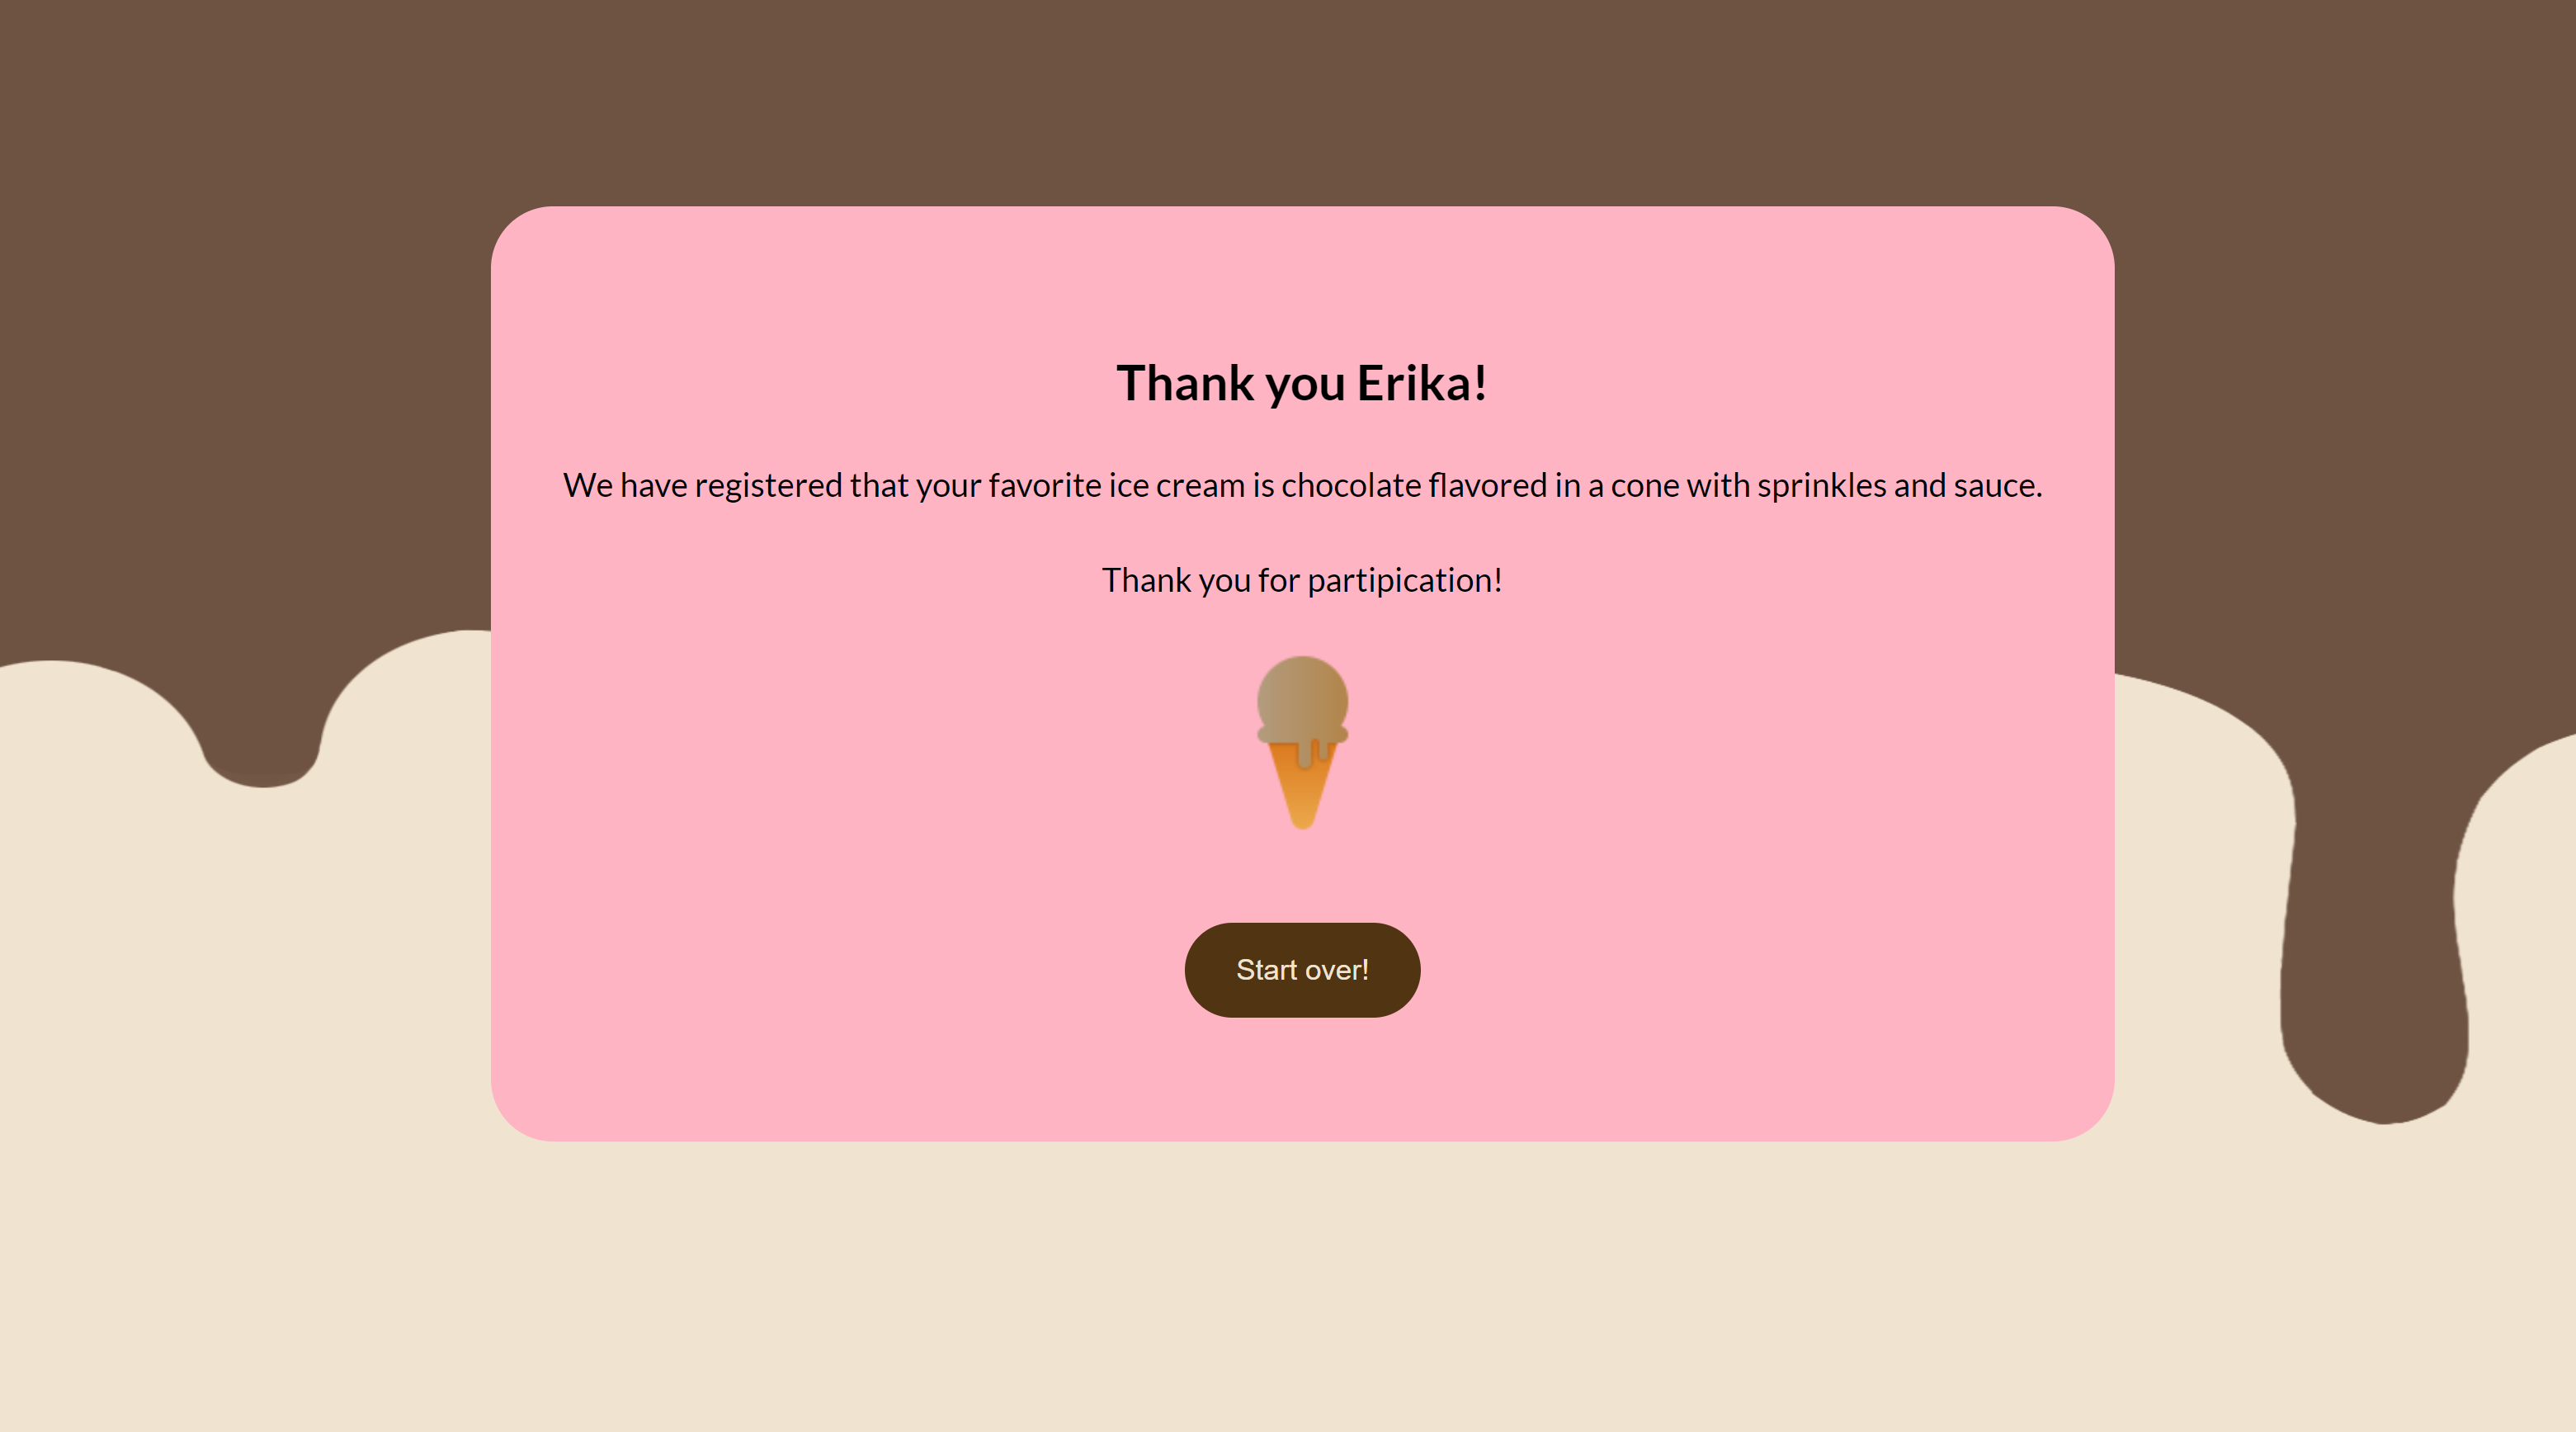 Thank you Erika!
We have registered that your favorite ice cream is chocolate flavored in a cone with sprinkles and sauce.
Thank you for partipication!
Start over!